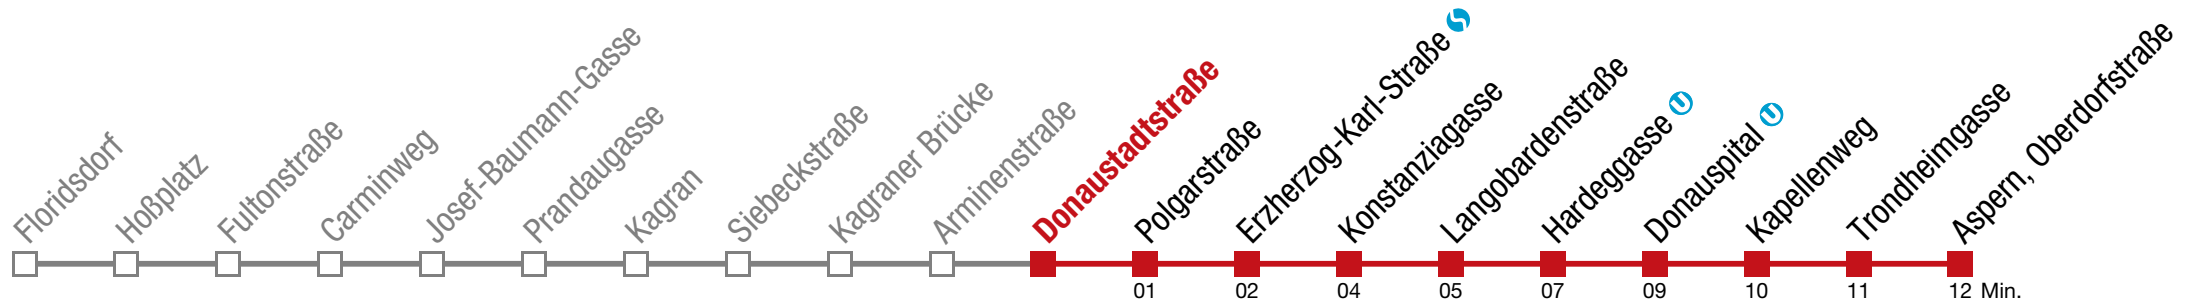 Floridsdorf
Hoßplatz
Fultonstraße
Carminweg
Josef-Baumann-Gasse
Prandaugasse
Kagran
Siebeckstraße
Kagraner Brücke
Arminenstraße
Donaustadtstraße
Polgarstraße
Erzherzog-Karl-Straße S
Konstanziagasse
Langobardenstraße
Hardeggasse U
Donauspital U
Kapellenweg
Trondheimgasse
Aspern, Oberdorfstraße
01 02 04 05 07 09 10 11 12 Min.